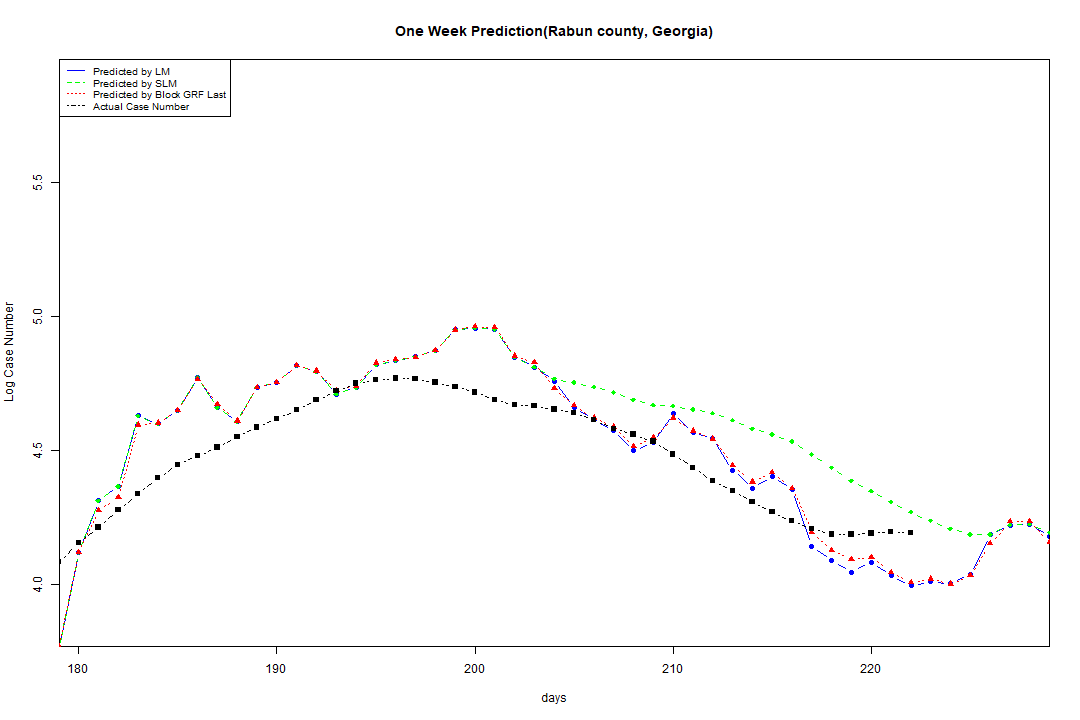 One Week Prediction(Rabun county, Georgia)
Predicted by LM
Predicted by SLM
Predicted by Block GRF Last
Actual Case Number
5.5
5.0
4.5
4.0
Log Case Number
180 190 200 210 220
days